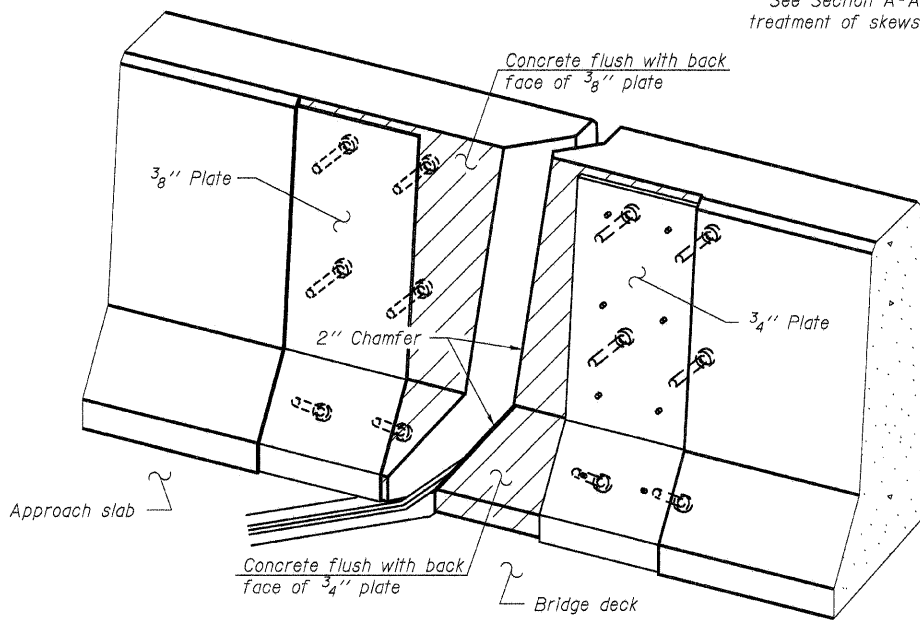 See Section A-A
treatment of skews
Concrete flush with back
face of 3/8" plate
3/8" Plate
2" Chamfer
3/4" Plate
Approach slab
Concrete flush with back
face of 3/4" plate
Bridge deck